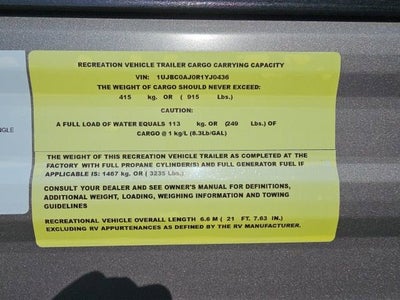 RECREATION VEHICLE TRAILER CARGO CARRYING CAPACITY
VIN: 1UJBC0AJ0R1YJ0436
THE WEIGHT OF CARGO SHOULD NEVER EXCEED:
415 kg. OR ( 915 Lbs.)
CAUTION:
A FULL LOAD OF WATER EQUALS 113 kg. OR (249 Lbs.) OF
CARGO @ 1 kg/L (8.3Lb/GAL)
THE WEIGHT OF THIS RECREATION VEHICLE TRAILER AS COMPLETED AT THE
FACTORY WITH FULL PROPANE CYLINDER(S) AND FULL GENERATOR FUEL IF
APPLICABLE IS: 1467 kg. OR ( 3235 Lbs.)
CONSULT YOUR DEALER AND SEE OWNER'S MANUAL FOR DEFINITIONS,
ADDITIONAL WEIGHT, LOADING, WEIGHING INFORMATION AND TOWING
GUIDELINES
RECREATIONAL VEHICLE OVERALL LENGTH 6.6 M ( 21 FT. 7.83 IN.)
EXCLUDING RV APPURTENANCES AS DEFINED BY THE RV MANUFACTURER.